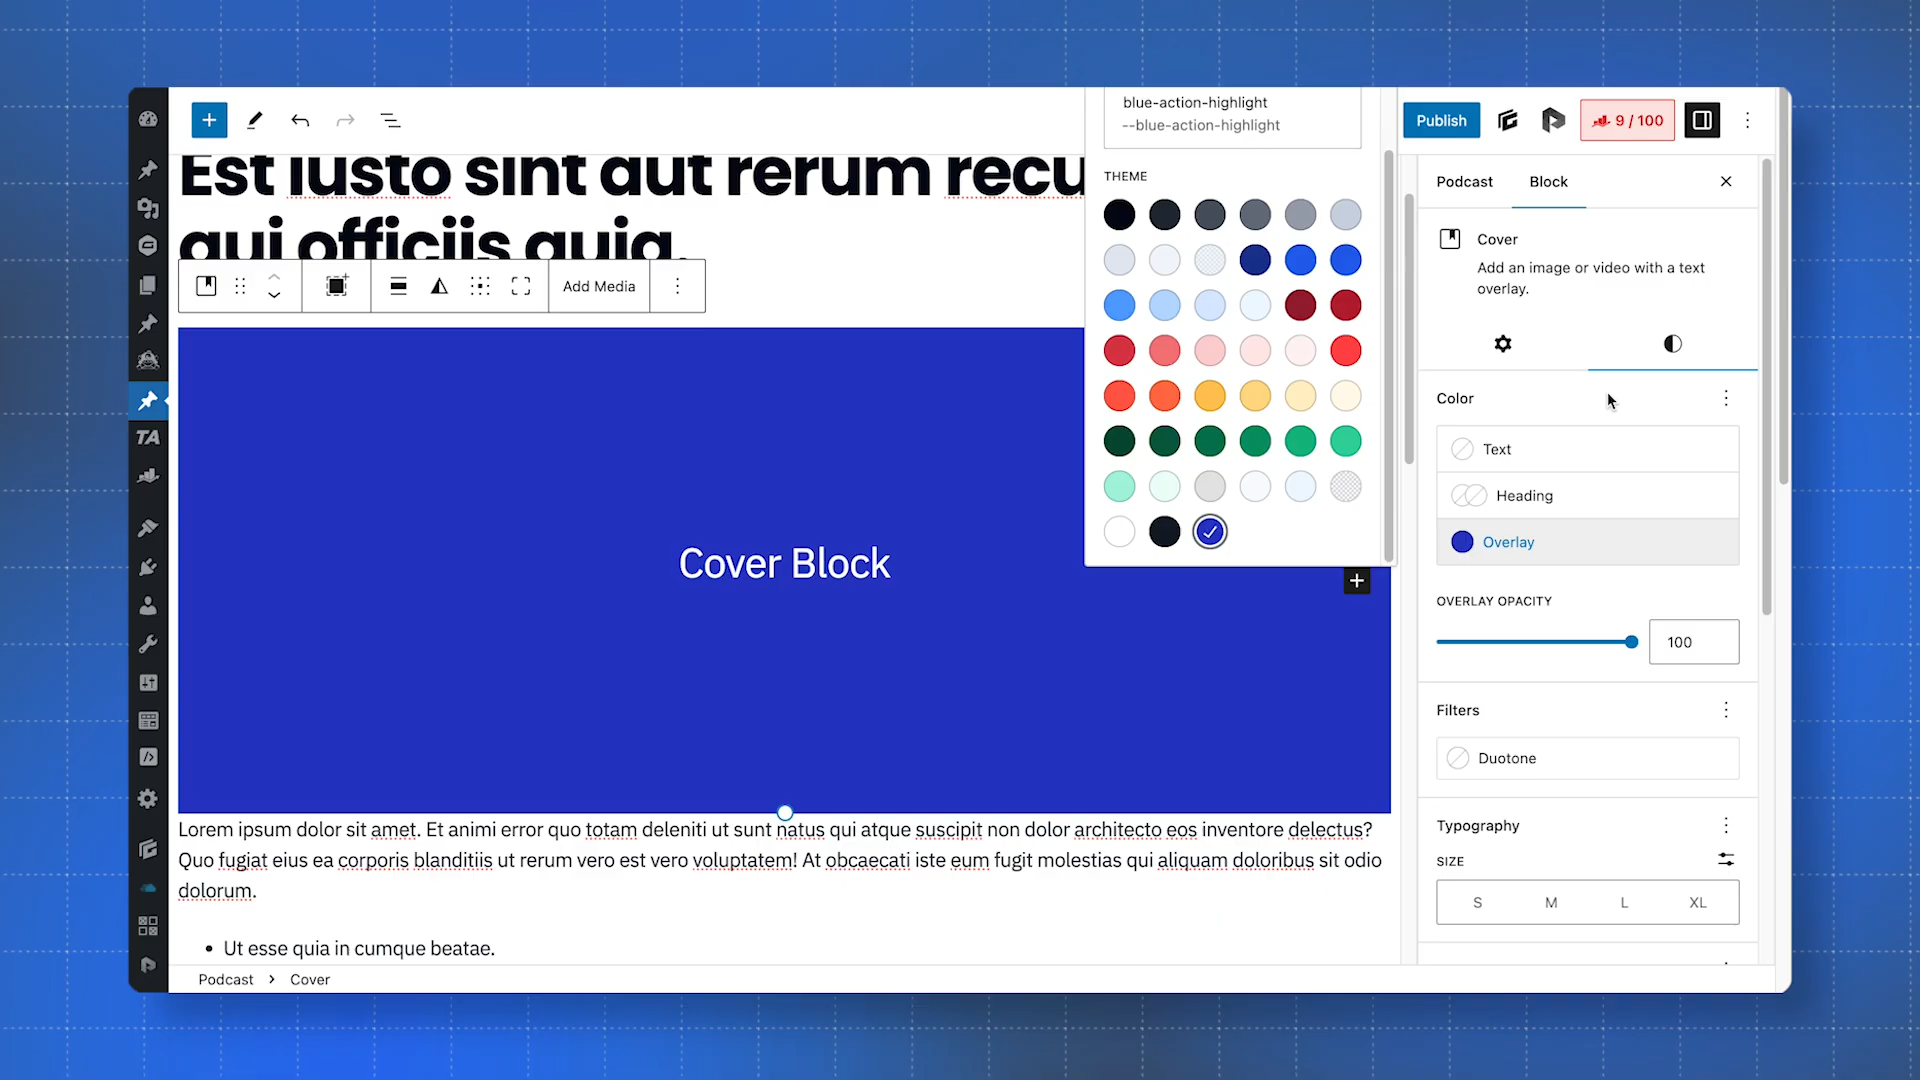 blue-action-highlight
--blue-action-highlight
Publish
9 / 100
Est iusto sint aut rerum recu
qui officiis quia.
THEME
Podcast
Block
Cover
Add an image or video with a text
overlay.
Add Media
Color
TA
Text
Heading
Overlay
Cover Block
OVERLAY OPACITY
100
Filters
Duotone
Typography
SIZE
S M L XL
Lorem ipsum dolor sit amet. Et animi error quo totam deleniti ut sunt natus qui atque suscipit non dolor architecto eos inventore delectus?
Quo fugiat eius ea corporis blanditiis ut rerum vero est vero voluptatem! At obcaecati iste eum fugit molestias qui aliquam doloribus sit odio
dolorum.
• Ut esse quia in cumque beatae.
Podcast > Cover